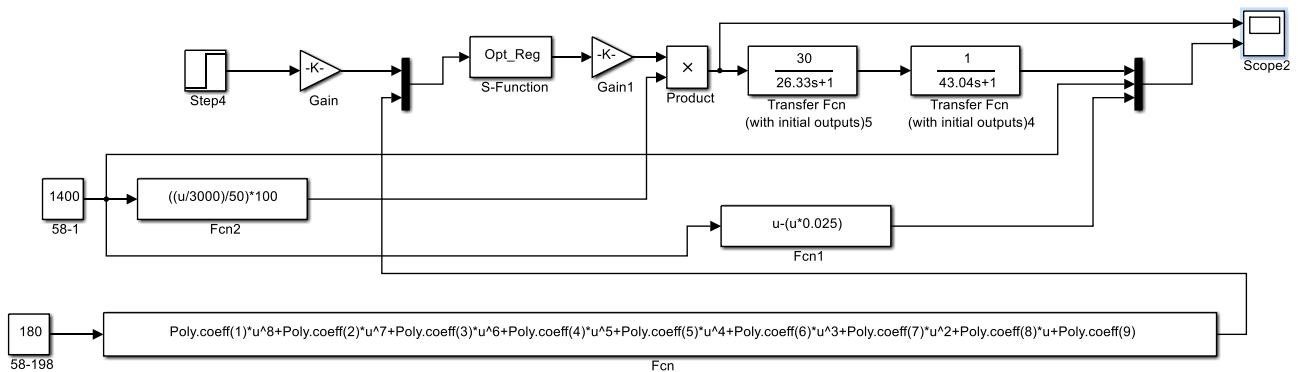 Step4
-K-
Gain
Opt_Reg
S-Function
-K-
Gain1
×
Product
30
26.33s+1
Transfer Fcn
(with initial outputs)5
1
43.04s+1
Transfer Fcn
(with initial outputs)4
Scope2
1400
58-1
((u/3000)/50)*100
Fcn2
u-(u*0.025)
Fcn1
180
58-198
Poly.coeff(1)*u^8+Poly.coeff(2)*u^7+Poly.coeff(3)*u^6+Poly.coeff(4)*u^5+Poly.coeff(5)*u^4+Poly.coeff(6)*u^3+Poly.coeff(7)*u^2+Poly.coeff(8)*u+Poly.coeff(9)
Fcn